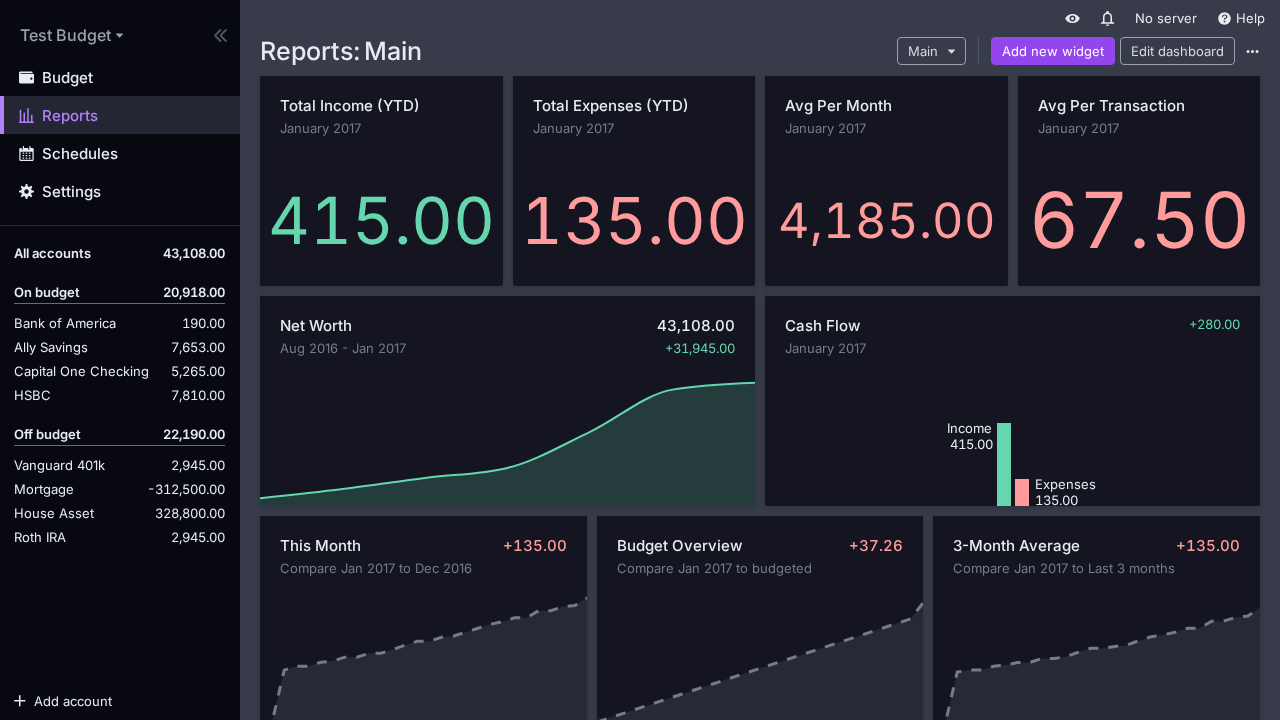 Test Budget
Budget
Reports
Schedules
Settings
All accounts 43,108.00
On budget 20,918.00
Bank of America 190.00
Ally Savings 7,653.00
Capital One Checking 5,265.00
HSBC 7,810.00
Off budget 22,190.00
Vanguard 401k 2,945.00
Mortgage -312,500.00
House Asset 328,800.00
Roth IRA 2,945.00
Add account
No server Help
Reports: Main
Main Add new widget Edit dashboard
Total Income (YTD)
January 2017
415.00
Total Expenses (YTD)
January 2017
135.00
Avg Per Month
January 2017
4,185.00
Avg Per Transaction
January 2017
67.50
Net Worth 43,108.00
Aug 2016 - Jan 2017 +31,945.00
Cash Flow +280.00
January 2017
Income
415.00
Expenses
135.00
This Month +135.00
Compare Jan 2017 to Dec 2016
Budget Overview +37.26
Compare Jan 2017 to budgeted
3-Month Average +135.00
Compare Jan 2017 to Last 3 months